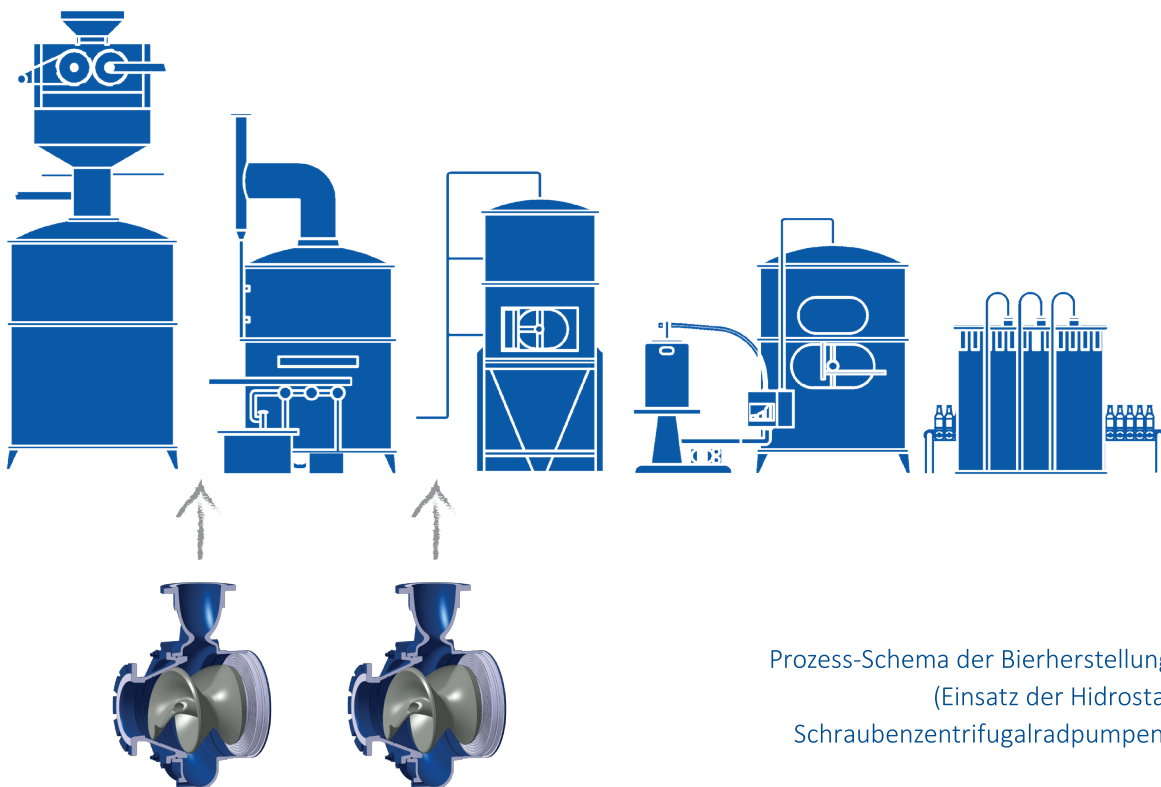 Prozess-Schema der Bierherstellung
(Einsatz der Hidrosta
Schraubenzentrifugalradpumpen